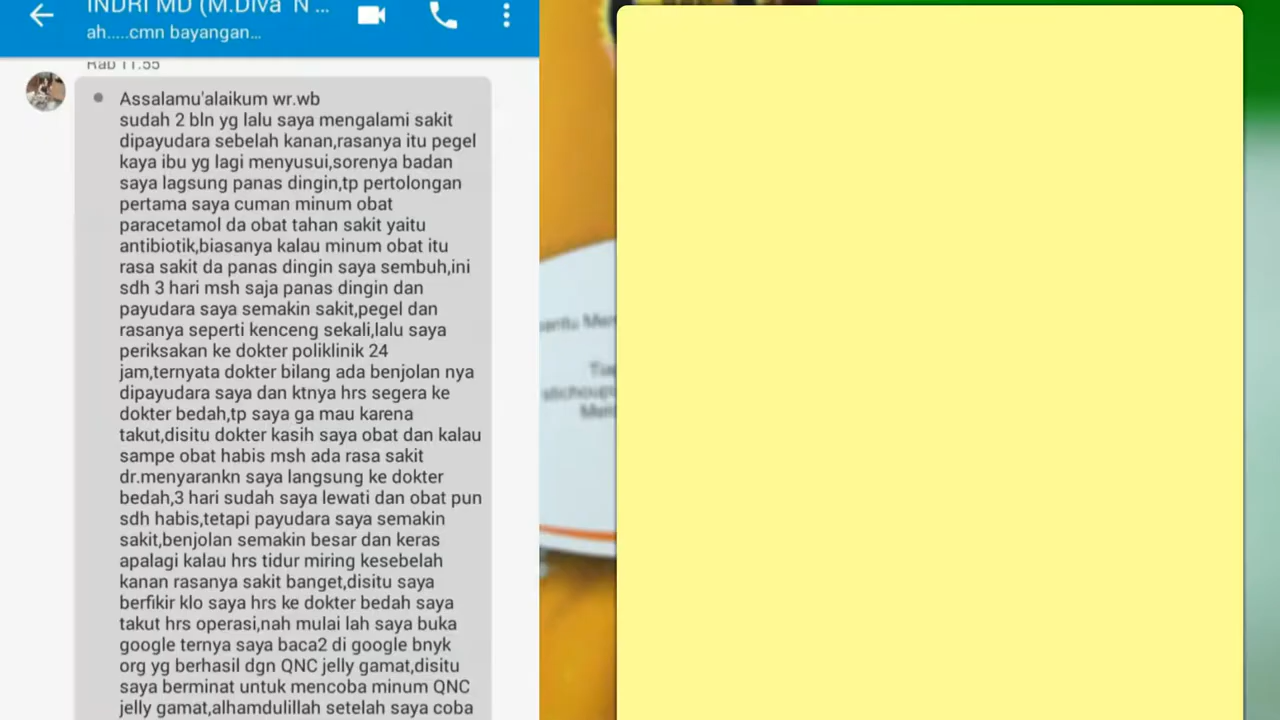 INDRI MD (M.Diva N ...
ah.....cmn bayangan...
Rab 11.55
Assalamu'alaikum wr.wb
sudah 2 bln yg lalu saya mengalami sakit
dipayudara sebelah kanan,rasanya itu pegel
kaya ibu yg lagi menyusui,sorenya badan
saya lagsung panas dingin,tp pertolongan
pertama saya cuman minum obat
paracetamol da obat tahan sakit yaitu
antibiotik,biasanya kalau minum obat itu
rasa sakit da panas dingin saya sembuh,ini
sdh 3 hari msh saja panas dingin dan
payudara saya semakin sakit,pegel dan
rasanya seperti kenceng sekali,lalu saya
periksakan ke dokter poliklinik 24
jam,ternyata dokter bilang ada benjolan nya
dipayudara saya dan ktnya hrs segera ke
dokter bedah,tp saya ga mau karena
takut,disitu dokter kasih saya obat dan kalau
sampe obat habis msh ada rasa sakit
dr.menyarankn saya langsung ke dokter
bedah,3 hari sudah saya lewati dan obat pun
sdh habis,tetapi payudara saya semakin
sakit,benjolan semakin besar dan keras
apalagi kalau hrs tidur miring kesebelah
kanan rasanya sakit banget,disitu saya
berfikir klo saya hrs ke dokter bedah saya
takut hrs operasi,nah mulai lah saya buka
google ternya saya baca2 di google bnyk
org yg berhasil dgn QNC jelly gamat,disitu
saya berminat untuk mencoba minum QNC
jelly gamat,alhamdulillah setelah saya coba